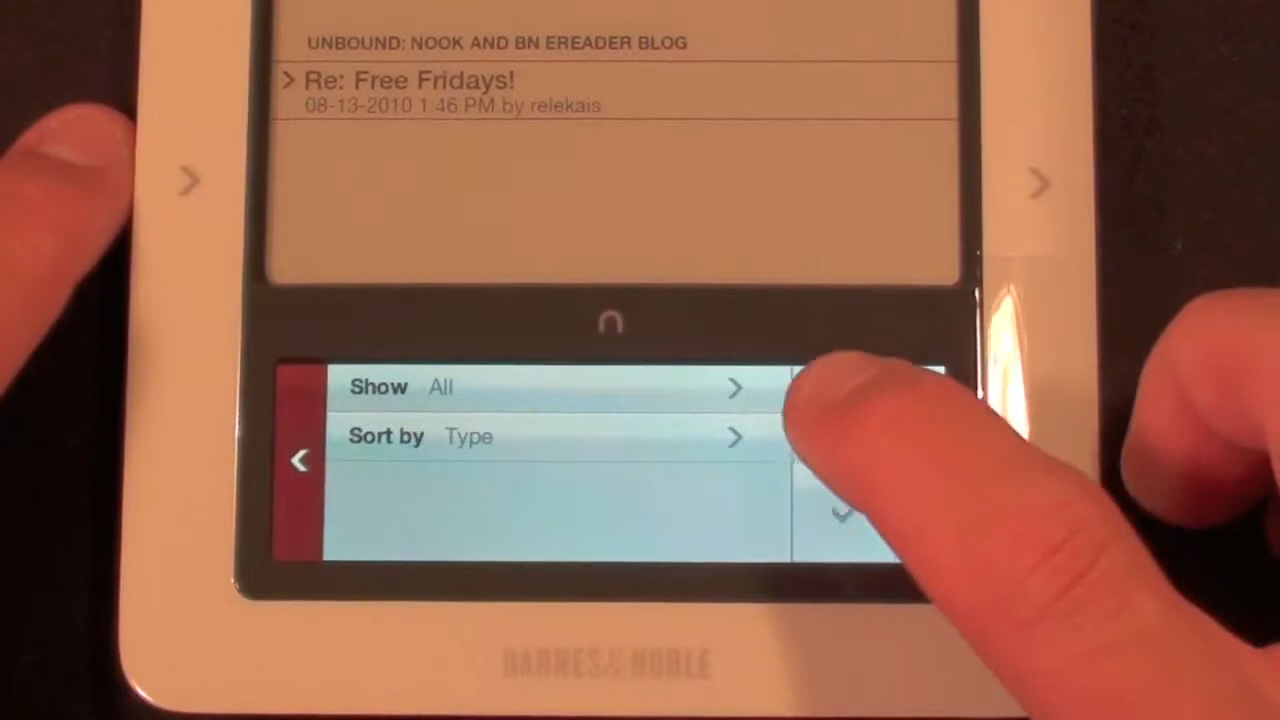 UNBOUND: NOOK AND BN EREADER BLOG
Re: Free Fridays!
08-13-2010 1:46 PM by relekais
Show All
Sort by Type
BARNES&NOBLE